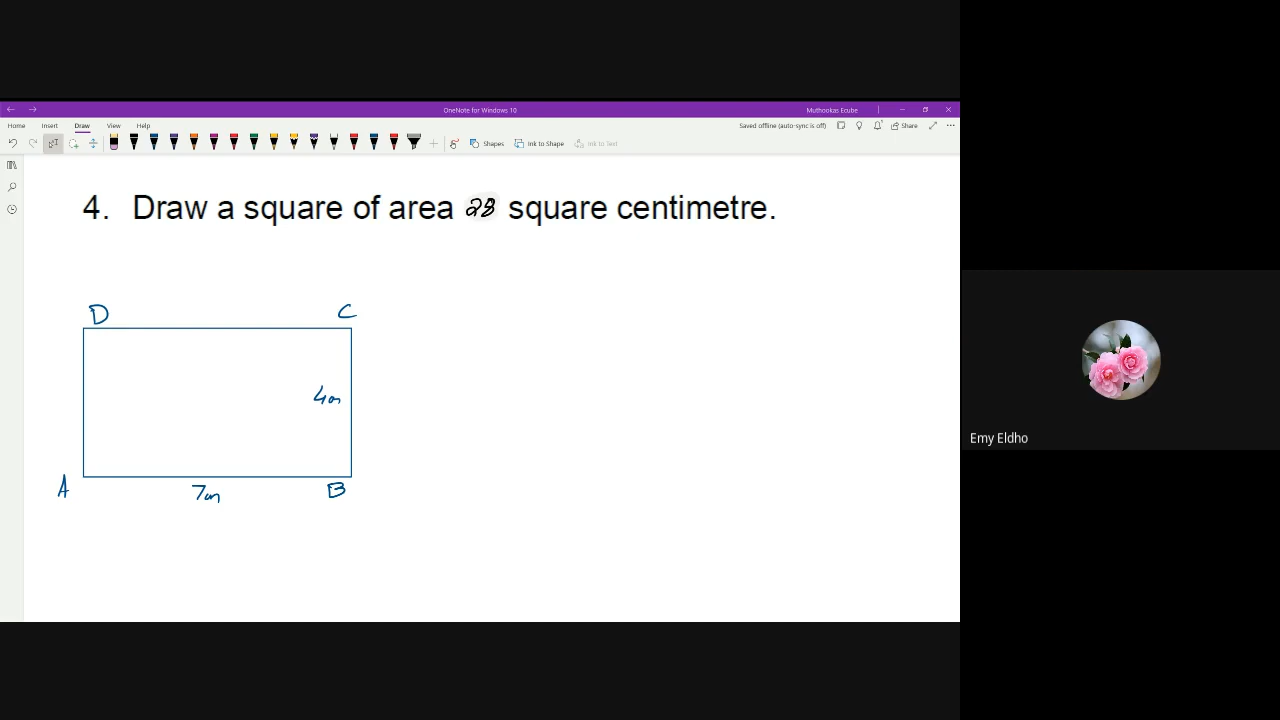 OneNote for Windows 10
Muthookas Ecube
Home Insert Draw View Help
Saved offline (auto-sync is off) Share
Shapes Ink to Shape Ink to Text
4. Draw a square of area 28 square centimetre.
D C
4cm
A 7cm B
Emy Eldho